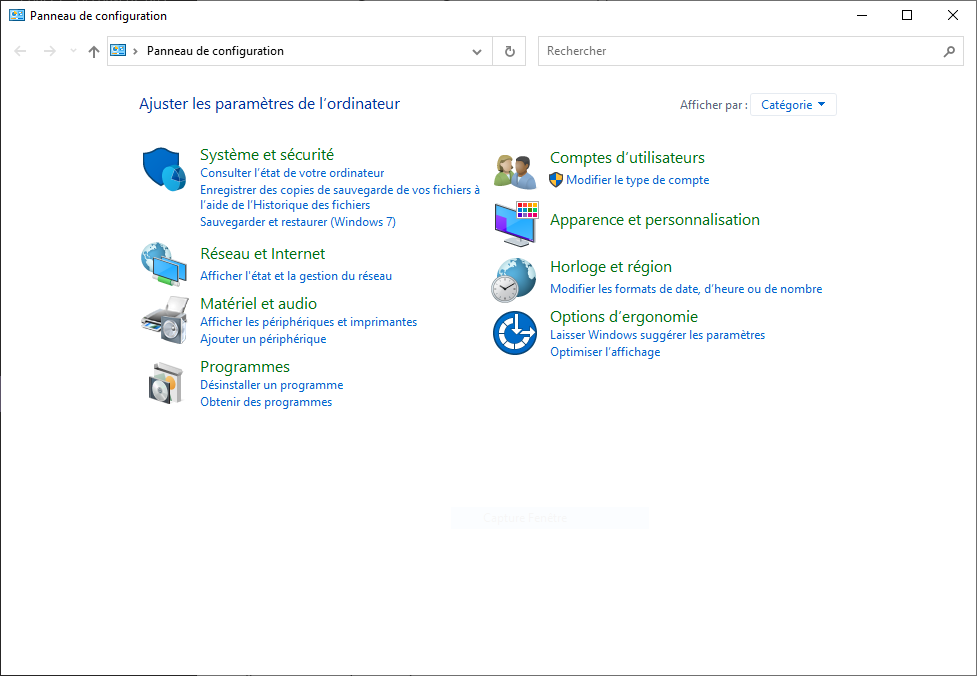 Panneau de configuration
Panneau de configuration
Rechercher
Ajuster les paramètres de l’ordinateur
Afficher par :
Catégorie
Système et sécurité
Consulter l’état de votre ordinateur
Enregistrer des copies de sauvegarde de vos fichiers à
l’aide de l’Historique des fichiers
Sauvegarder et restaurer (Windows 7)
Réseau et Internet
Afficher l’état et la gestion du réseau
Matériel et audio
Afficher les périphériques et imprimantes
Ajouter un périphérique
Programmes
Désinstaller un programme
Obtenir des programmes
Comptes d’utilisateurs
Modifier le type de compte
Apparence et personnalisation
Horloge et région
Modifier les formats de date, d’heure ou de nombre
Options d’ergonomie
Laisser Windows suggérer les paramètres
Optimiser l’affichage